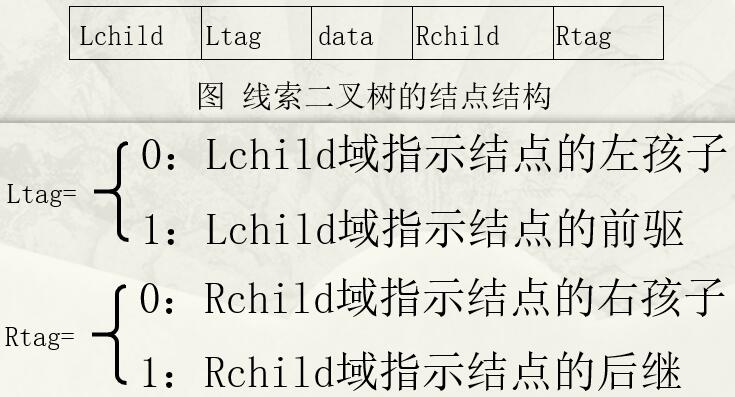 Lchild Ltag data Rchild Rtag
图 线索二叉树的结点结构
0：Lchild域指示结点的左孩子
Ltag=
1：Lchild域指示结点的前驱
0：Rchild域指示结点的右孩子
Rtag=
1：Rchild域指示结点的后继